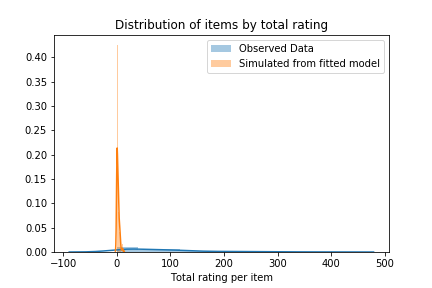 Distribution of items by total rating
Observed Data
Simulated from fitted model
0.40
0.35
0.30
0.25
0.20
0.15
0.10
0.05
0.00
−100 0 100 200 300 400 500
Total rating per item